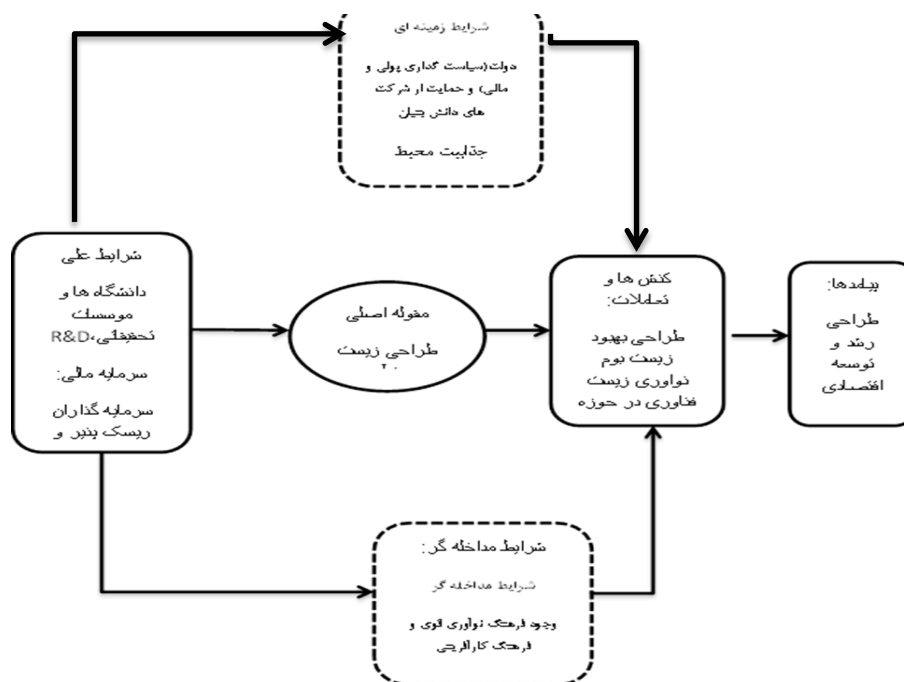 شرایط زمینه ای
دولت(سیاست گذاری پولی و
مالی) و حمایت از شرکت
های دانش بنیان
جذابیت محیط
شرایط علی
دانشگاه ها و
موسسات
تحقیقاتی،R&D
سرمایه مالی:
سرمایه گذاران
ریسک پذیر و
مقوله اصلی
طراحی زیست
کنش ها و
تعاملات:
طراحی بهبود
زیست بوم
نوآوری زیست
فناوری در حوزه
پیامدها:
طراحی
رشد و
توسعه
اقتصادی
شرایط مداخله گر:
شرایط مداخله گر
وجود فرهنگ نوآوری قوی و
فرهنگ کارآفرینی